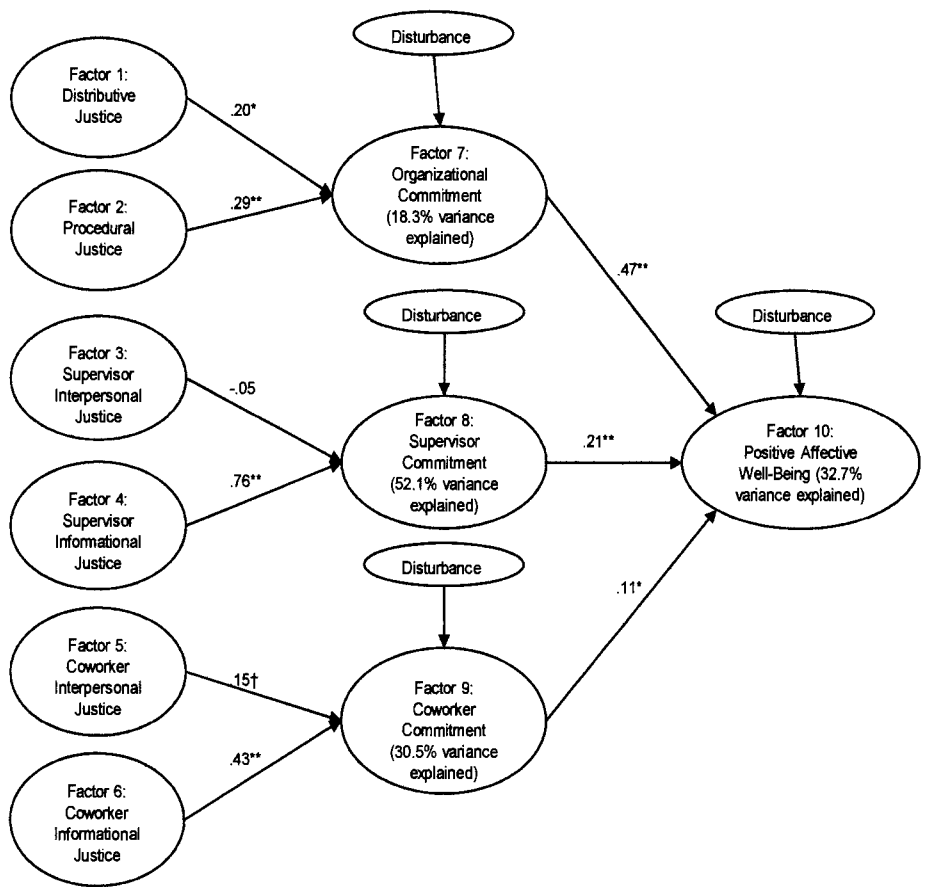 Disturbance
Factor 1:
Distributive
Justice
.20*
Factor 7:
Organizational
Commitment
(18.3% variance
explained)
Factor 2:
Procedural
Justice
.29**
.47**
Disturbance
Disturbance
Factor 3:
Supervisor
Interpersonal
Justice
-.05
Factor 8:
Supervisor
Commitment
(52.1% variance
explained)
.21**
Factor 10:
Positive Affective
Well-Being (32.7%
variance explained)
Factor 4:
Supervisor
Informational
Justice
.76**
Disturbance
.11*
Factor 5:
Coworker
Interpersonal
Justice
.15†
Factor 9:
Coworker
Commitment
(30.5% variance
explained)
Factor 6:
Coworker
Informational
Justice
.43**